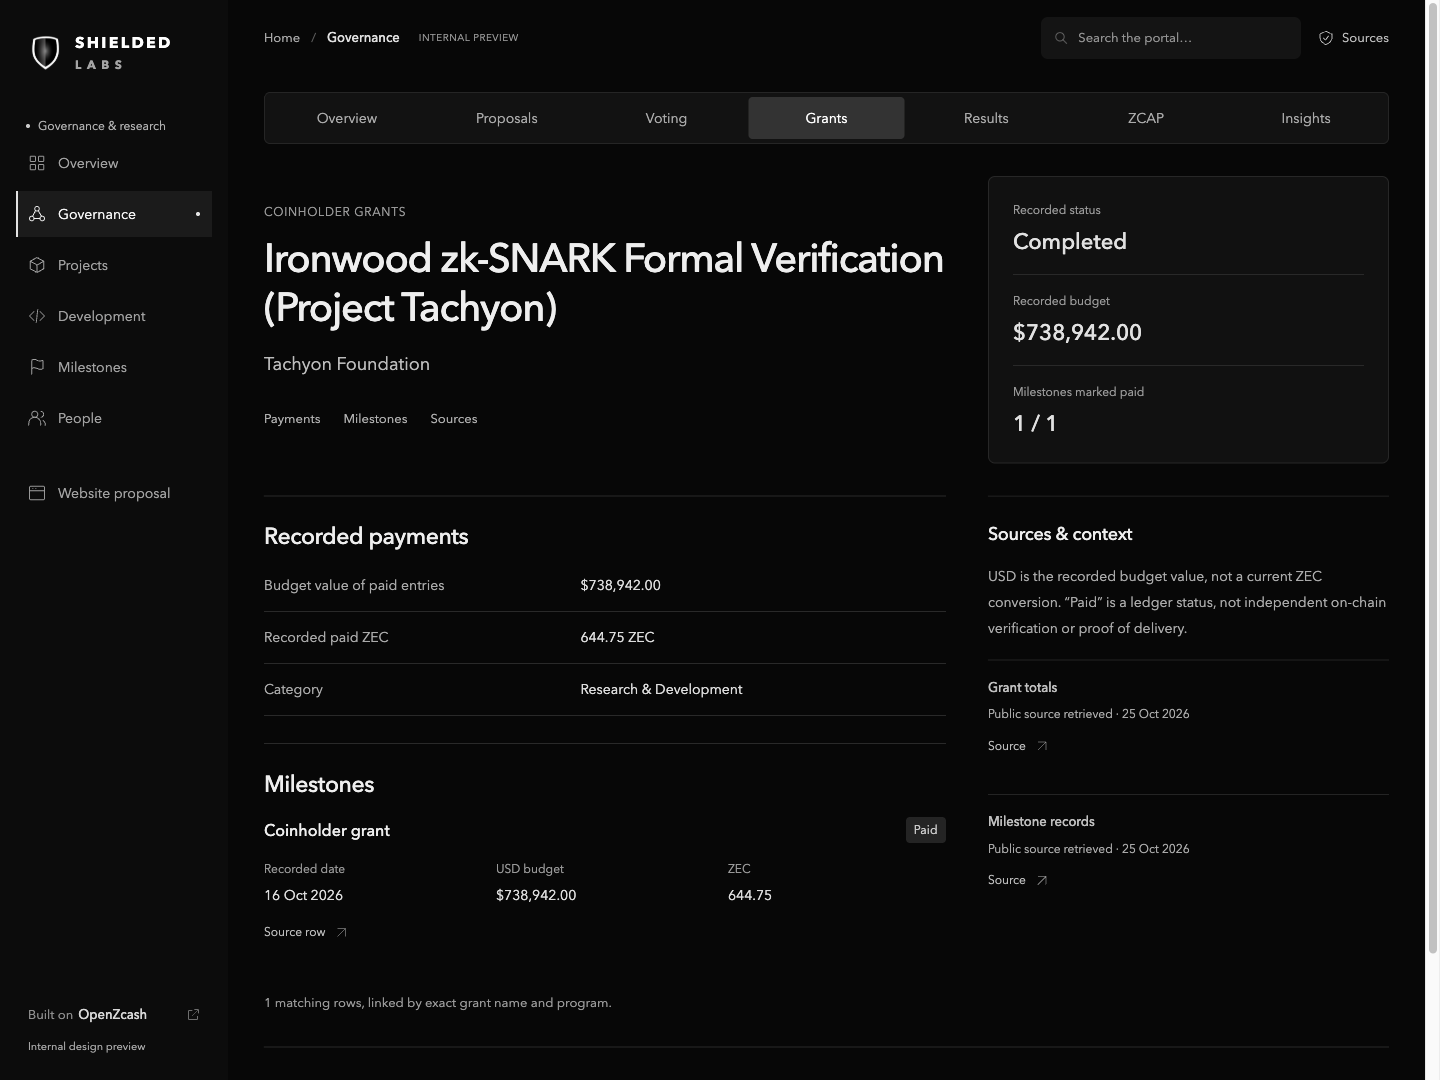 SHIELDED
LABS
Governance & research
Overview
Governance
Projects
Development
Milestones
People
Website proposal
Built on OpenZcash
Internal design preview
Home / Governance INTERNAL PREVIEW
Search the portal...
Sources
Overview Proposals Voting Grants Results ZCAP Insights
COINHOLDER GRANTS
Ironwood zk-SNARK Formal Verification
(Project Tachyon)
Tachyon Foundation
Payments Milestones Sources
Recorded status
Completed
Recorded budget
$738,942.00
Milestones marked paid
1 / 1
Recorded payments
Budget value of paid entries $738,942.00
Recorded paid ZEC 644.75 ZEC
Category Research & Development
Milestones
Coinholder grant Paid
Recorded date USD budget ZEC
16 Oct 2026 $738,942.00 644.75
Source row
1 matching rows, linked by exact grant name and program.
Sources & context
USD is the recorded budget value, not a current ZEC
conversion. “Paid” is a ledger status, not independent on-chain
verification or proof of delivery.
Grant totals
Public source retrieved · 25 Oct 2026
Source
Milestone records
Public source retrieved · 25 Oct 2026
Source